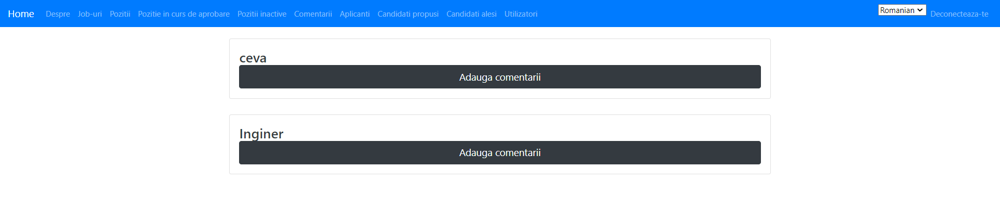 Home Despre Job-uri Pozitii Pozitie in curs de aprobare Pozitii inactive Comentarii Aplicanti Candidati propusi Candidati alesi Utilizatori Romanian Deconecteaza-te
ceva
Adauga comentarii
Inginer
Adauga comentarii